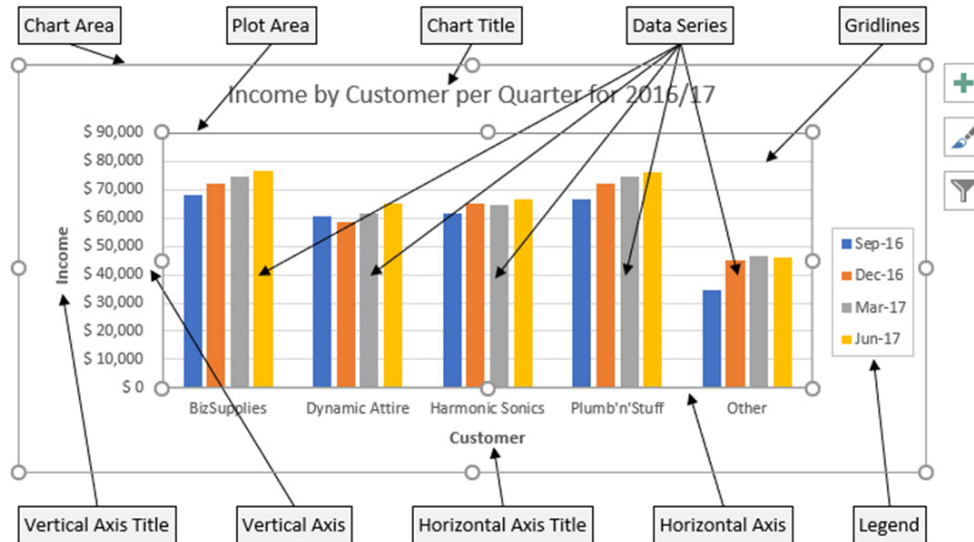 Chart Area
Plot Area
Chart Title
Data Series
Gridlines
Income by Customer per Quarter for 2016/17
$ 90,000
$ 80,000
$ 70,000
$ 60,000
$ 50,000
$ 40,000
$ 30,000
$ 20,000
$ 10,000
$ 0
Income
BizSupplies
Dynamic Attire
Harmonic Sonics
Plumb'n'Stuff
Other
Customer
Sep-16
Dec-16
Mar-17
Jun-17
Vertical Axis Title
Vertical Axis
Horizontal Axis Title
Horizontal Axis
Legend